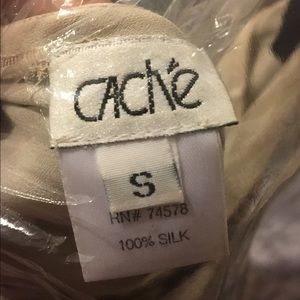 CAChé
S
RN# 74578
100% SILK